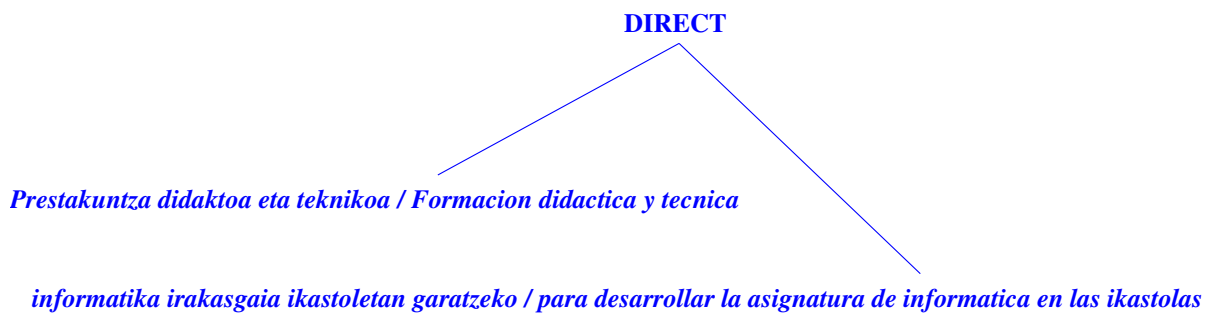 DIRECT
Prestakuntza didaktoa eta teknikoa / Formacion didactica y tecnica
informatika irakasgaia ikastoletan garatzeko / para desarrollar la asignatura de informatica en las ikastolas